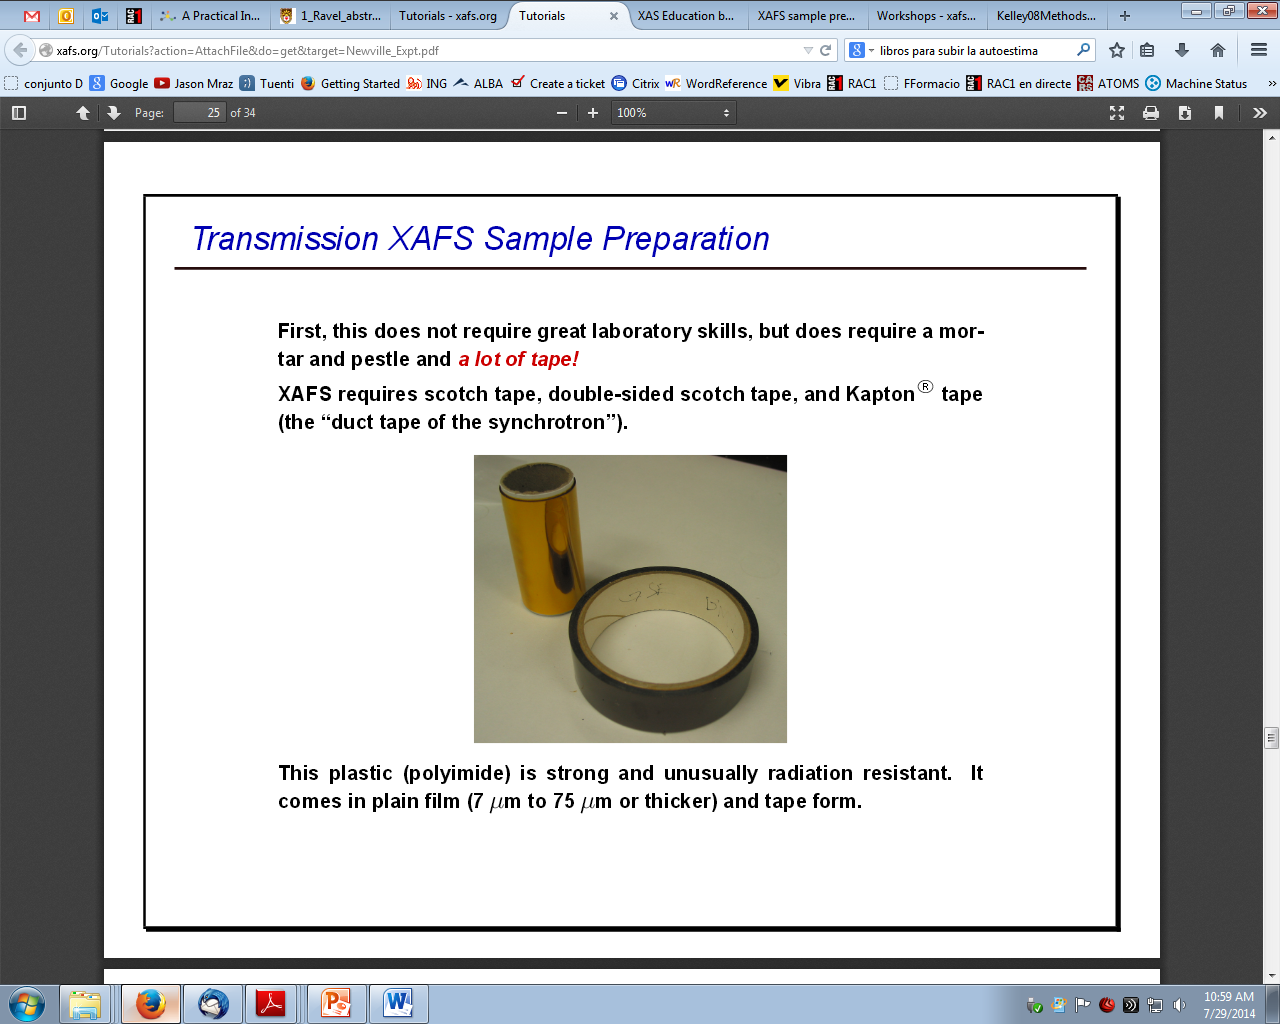 A Practical In...
1_Ravel_abstr...
Tutorials - xafs.org
Tutorials
XAS Education b...
XAFS sample pre...
Workshops - xafs...
Kelley08Methods...
xafs.org/Tutorials?action=AttachFile&do=get&target=Newville_Expt.pdf
libros para subir la autoestima
conjunto D
Google
Jason Mraz
Tuenti
Getting Started
ING
ALBA
Create a ticket
Citrix
WordReference
Vibra
RAC1
FFormacio
RAC1 en directe
ATOMS
Machine Status
Page: 25 of 34
100%
Transmission XAFS Sample Preparation
First, this does not require great laboratory skills, but does require a mor-
tar and pestle and a lot of tape!
XAFS requires scotch tape, double-sided scotch tape, and Kapton® tape
(the “duct tape of the synchrotron”).
This plastic (polyimide) is strong and unusually radiation resistant. It
comes in plain film (7 μm to 75 μm or thicker) and tape form.
10:59 AM
7/29/2014